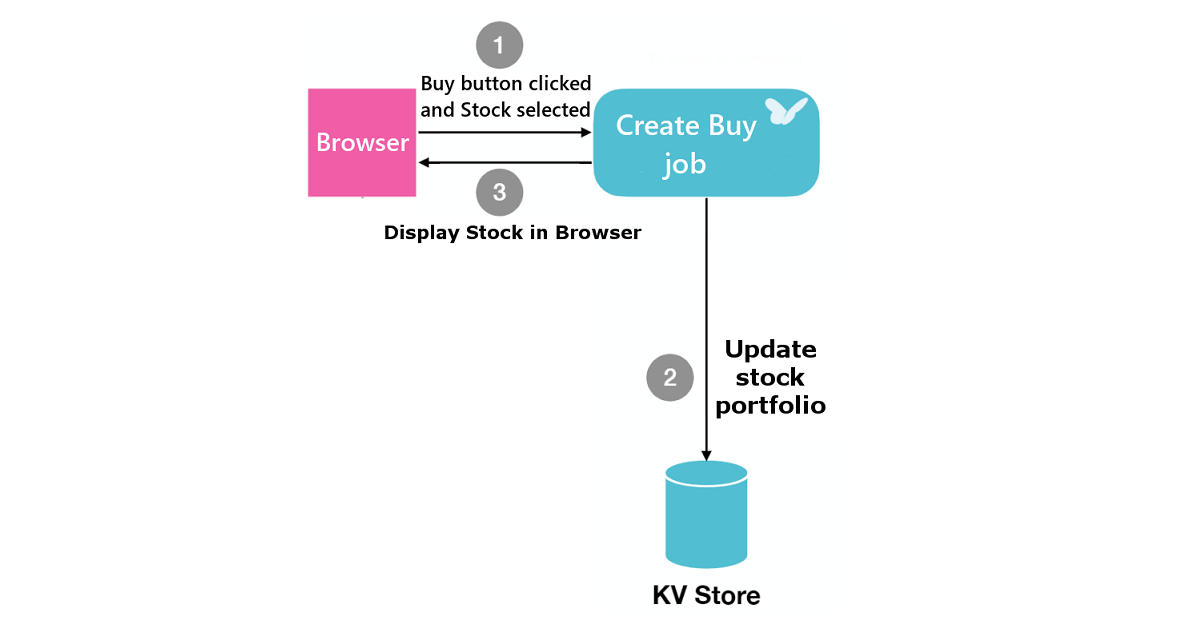 1
Buy button clicked
and Stock selected
Browser
Create Buy
job
3
Display Stock in Browser
2
Update
stock
portfolio
KV Store